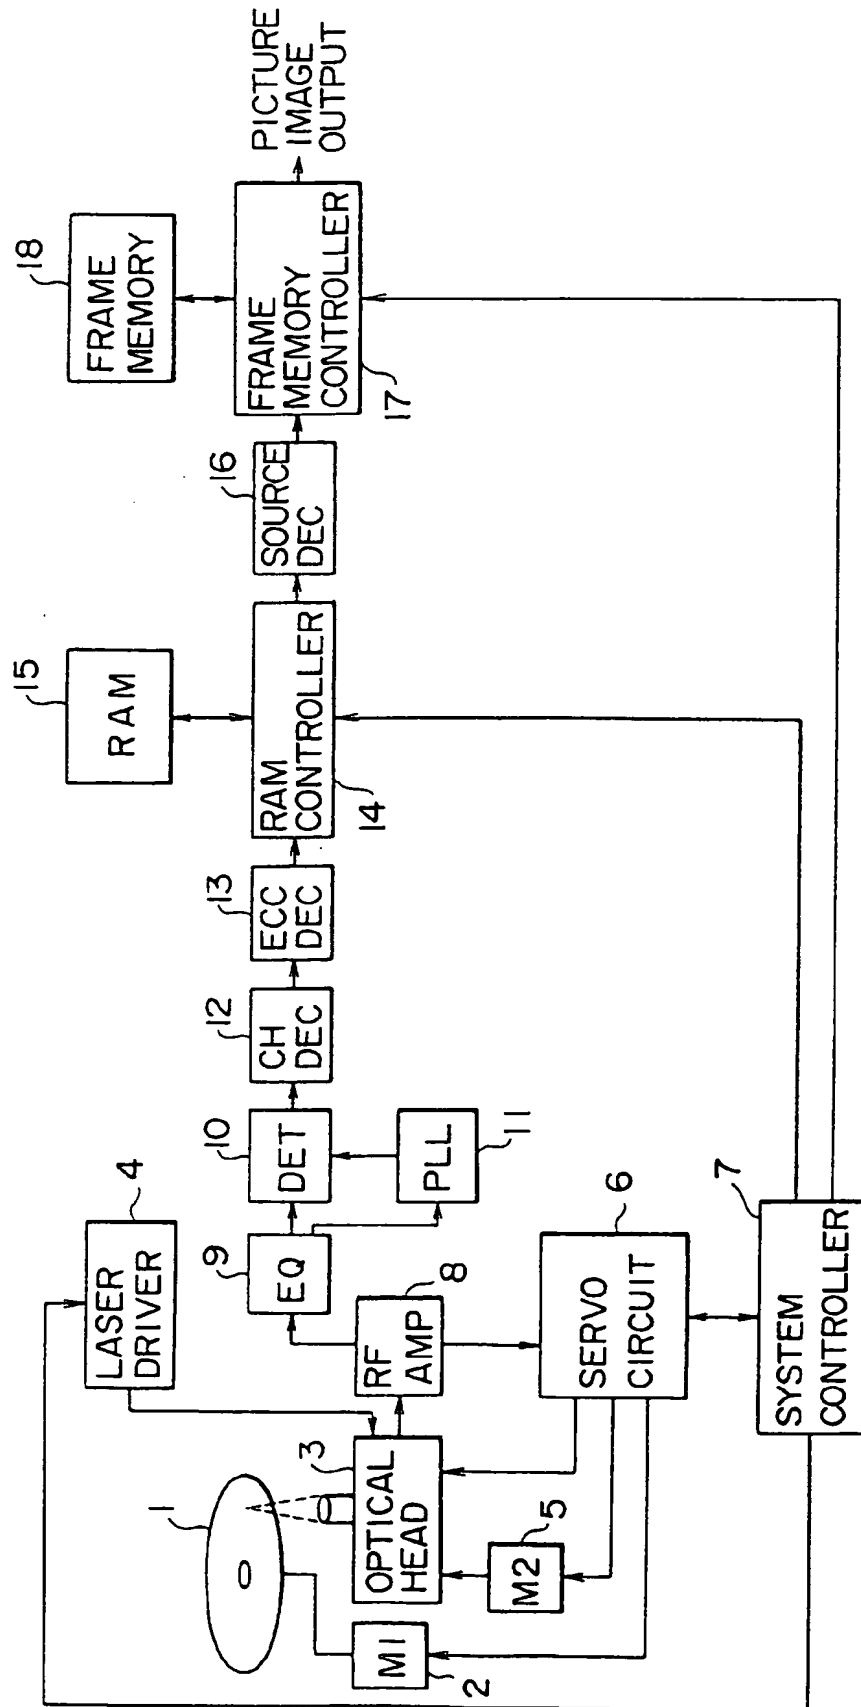 1
M1
2
OPTICAL
HEAD
3
LASER
DRIVER
4
M2
5
SERVO
CIRCUIT
6
SYSTEM
CONTROLLER
7
RF
AMP
8
EQ
9
DET
10
PLL
11
CH
DEC
12
ECC
DEC
13
RAM
CONTROLLER
14
RAM
15
SOURCE
DEC
16
FRAME
MEMORY
CONTROLLER
17
FRAME
MEMORY
18
PICTURE
IMAGE
OUTPUT